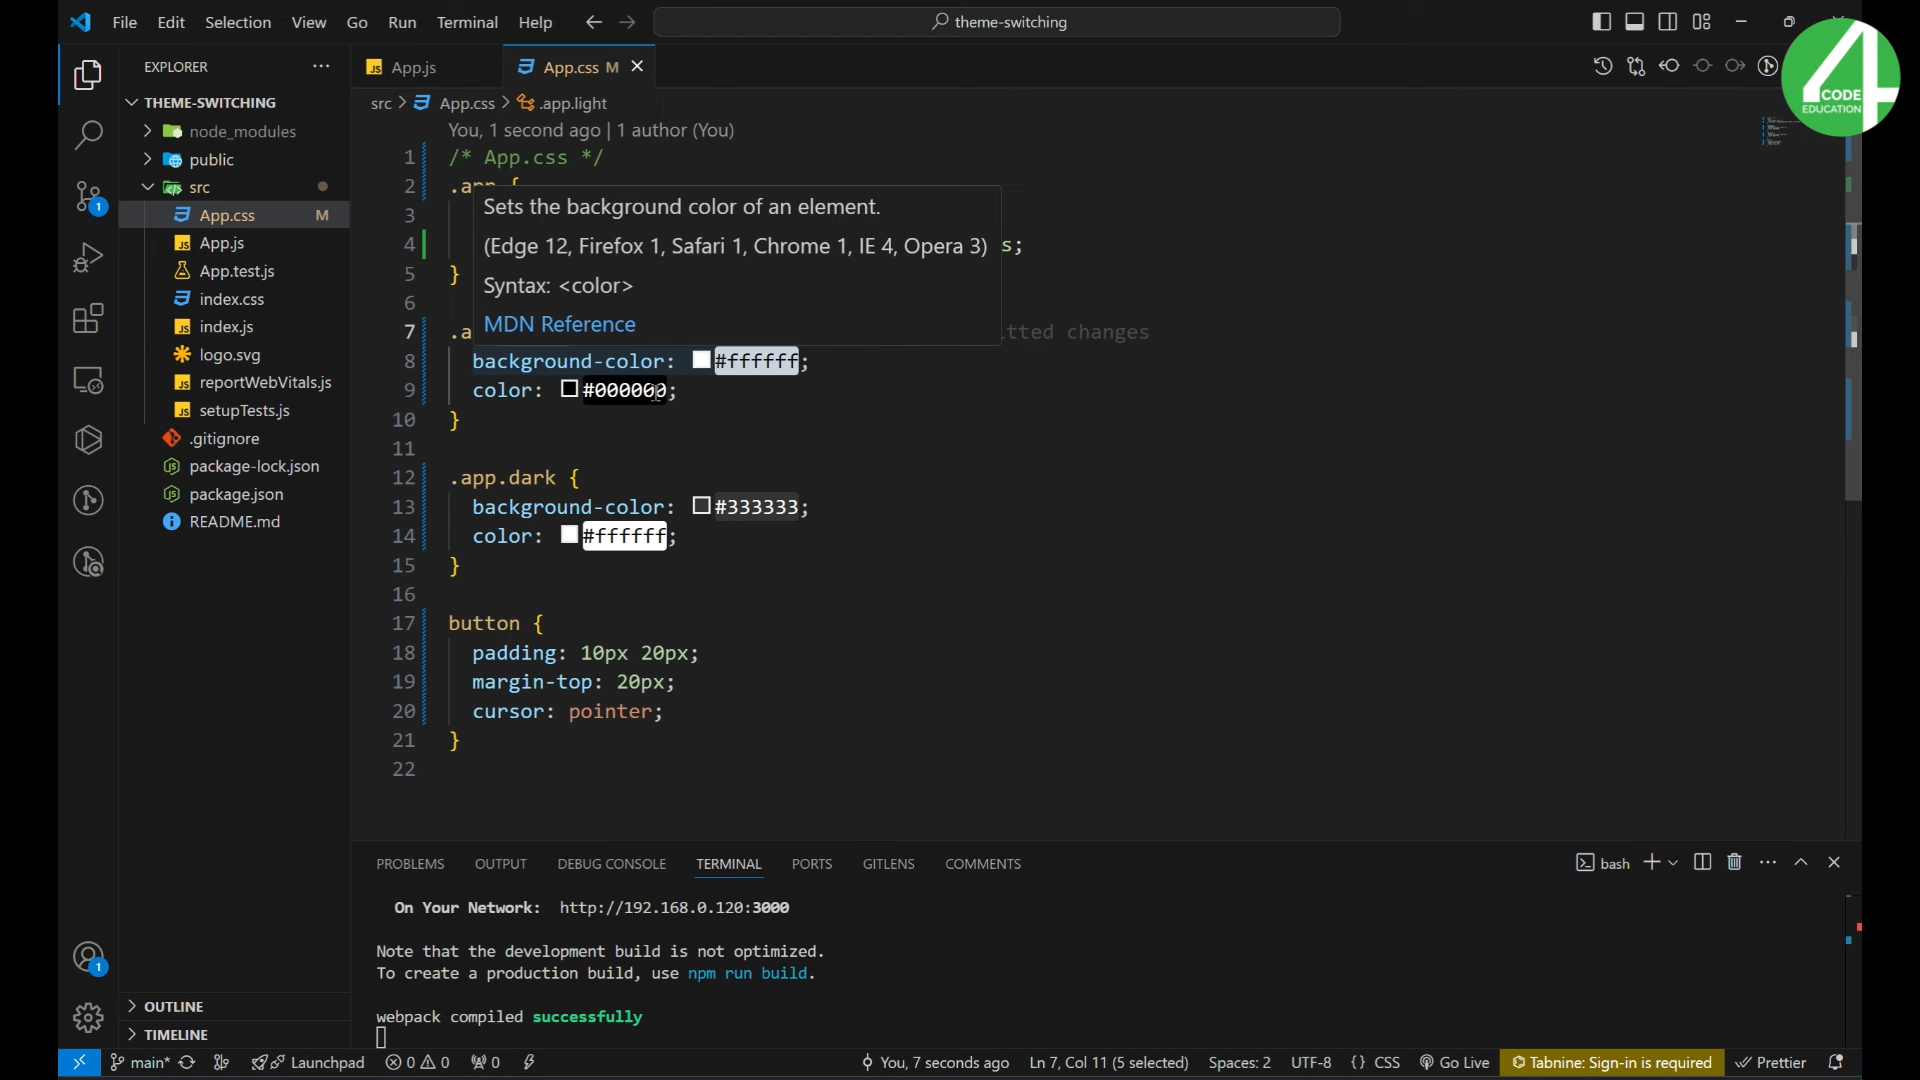 File Edit Selection View Go Run Terminal Help
theme-switching
4 CODE EDUCATION
EXPLORER
THEME-SWITCHING
node_modules
public
src
App.css M
App.js
App.test.js
index.css
index.js
logo.svg
reportWebVitals.js
setupTests.js
.gitignore
package-lock.json
package.json
README.md
OUTLINE
TIMELINE
App.js
App.css M
src > App.css > .app.light
You, 1 second ago | 1 author (You)
1 /* App.css */
2 .app {
3
4 s;
5 }
6
7 .a
8 background-color: #ffffff;
9 color: #000000;
10 }
11
12 .app.dark {
13 background-color: #333333;
14 color: #ffffff;
15 }
16
17 button {
18 padding: 10px 20px;
19 margin-top: 20px;
20 cursor: pointer;
21 }
22
Sets the background color of an element.
(Edge 12, Firefox 1, Safari 1, Chrome 1, IE 4, Opera 3)
Syntax: <color>
MDN Reference
changes
PROBLEMS OUTPUT DEBUG CONSOLE TERMINAL PORTS GITLENS COMMENTS
bash
On Your Network: http://192.168.0.120:3000
Note that the development build is not optimized.
To create a production build, use npm run build.
webpack compiled successfully
1
1
main* Launchpad 0 0 0 You, 7 seconds ago Ln 7, Col 11 (5 selected) Spaces: 2 UTF-8 {} CSS Go Live Tabnine: Sign-in is required Prettier